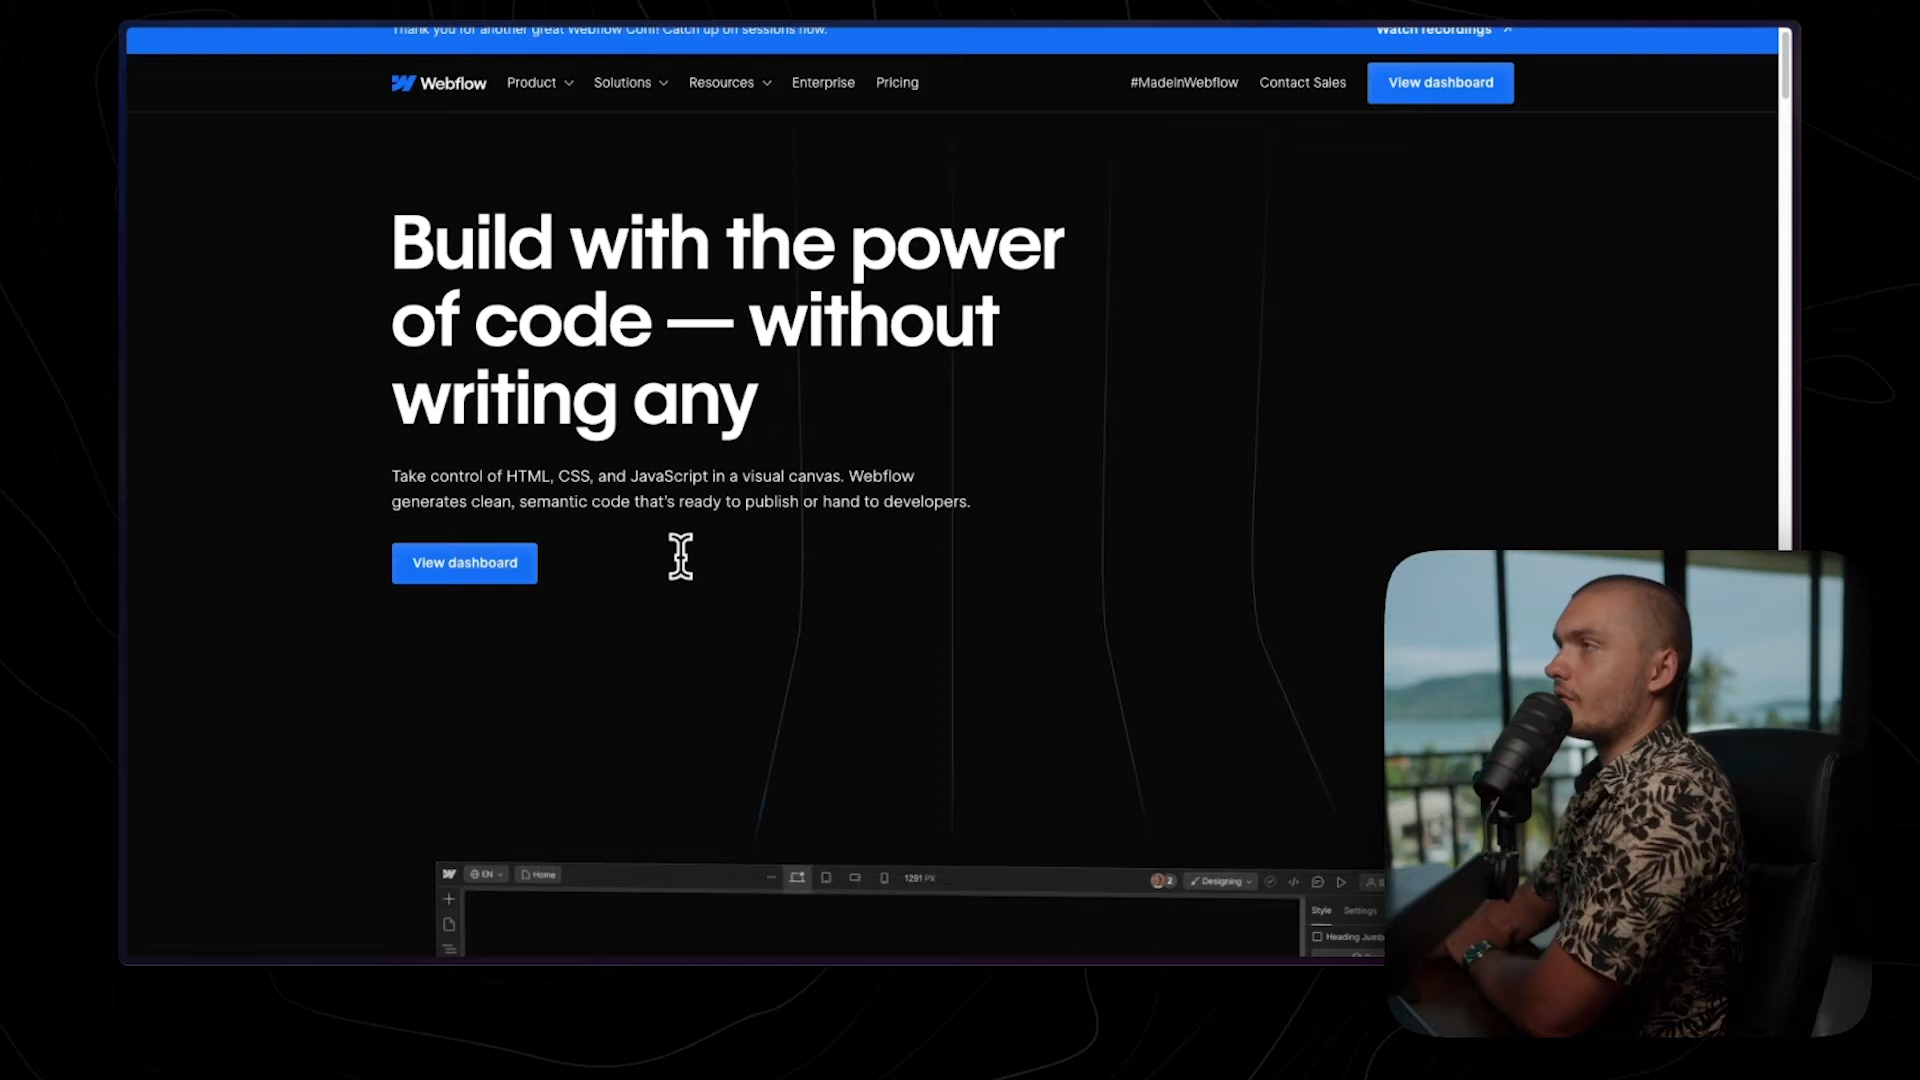 Thank you for another great Webflow Conf! Catch up on sessions now.
Watch recordings
Webflow
Product
Solutions
Resources
Enterprise
Pricing
#MadeInWebflow
Contact Sales
View dashboard
Build with the power
of code — without
writing any
Take control of HTML, CSS, and JavaScript in a visual canvas. Webflow
generates clean, semantic code that's ready to publish or hand to developers.
View dashboard
EN
Home
1291 PX
2
Designing
Style
Settings
Heading Jumb